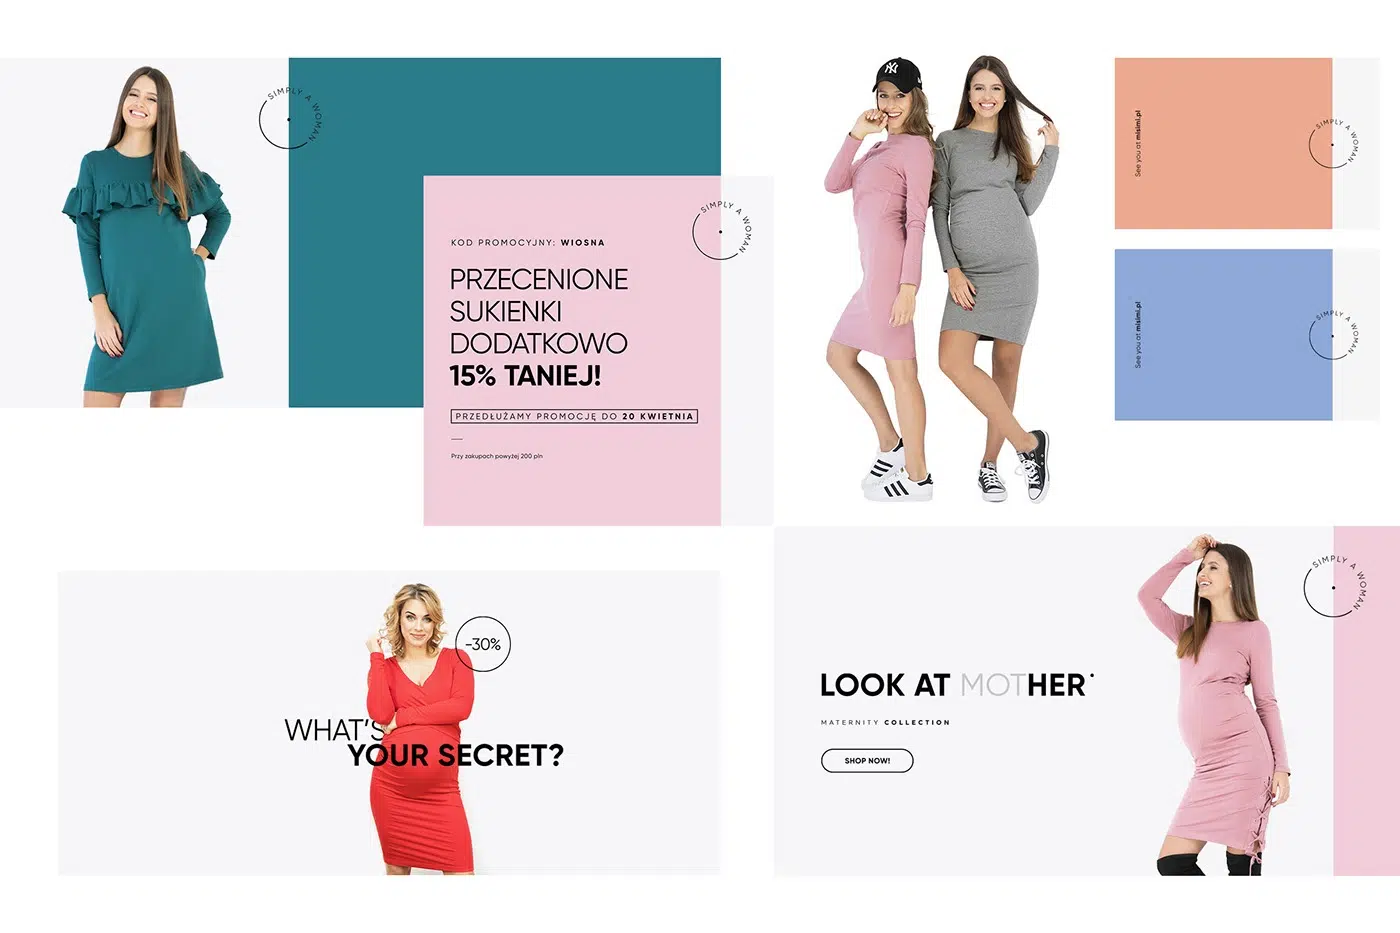 SIMPLY A WOMAN
KOD PROMOCYJNY: WIOSNA
PRZECENIONE
SUKIENKI
DODATKOWO
15% TANIEJ!
PRZEDŁUŻAMY PROMOCJĘ DO 20 KWIETNIA
Przy zakupach powyżej 200 pln
SIMPLY A WOMAN
NY
See you at misimi.pl
SIMPLY A WOMAN
See you at misimi.pl
SIMPLY A WOMAN
-30%
WHAT'S
YOUR SECRET?
LOOK AT MOTHER
MATERNITY COLLECTION
SHOP NOW!
SIMPLY A WOMAN